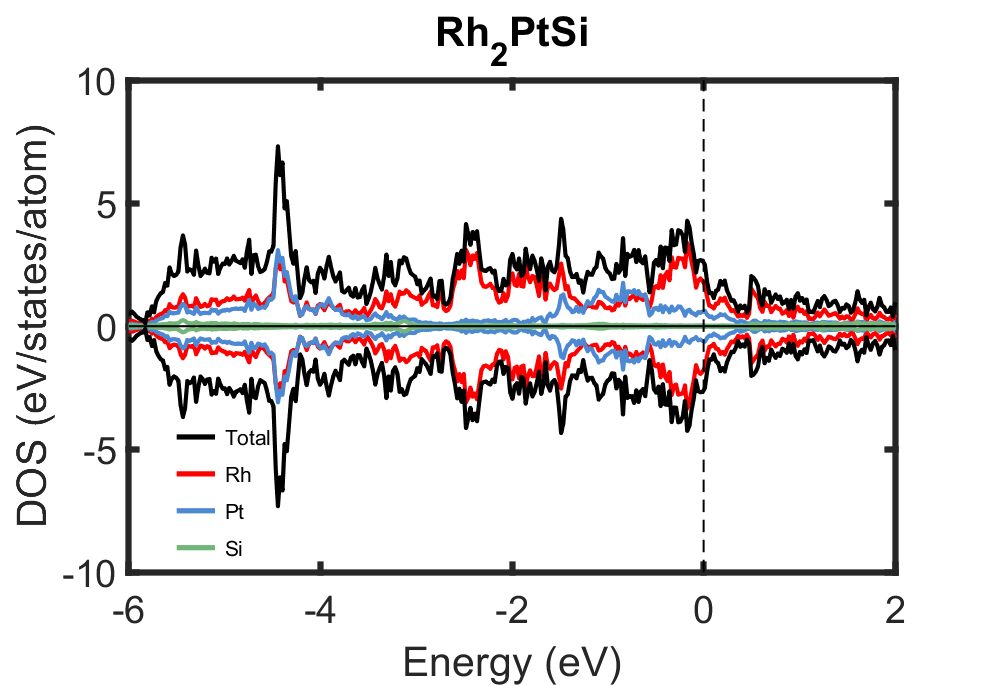 Rh₂PtSi
10
5
0
-5
-10
DOS (eV/states/atom)
Total
Rh
Pt
Si
-6 -4 -2 0 2
Energy (eV)